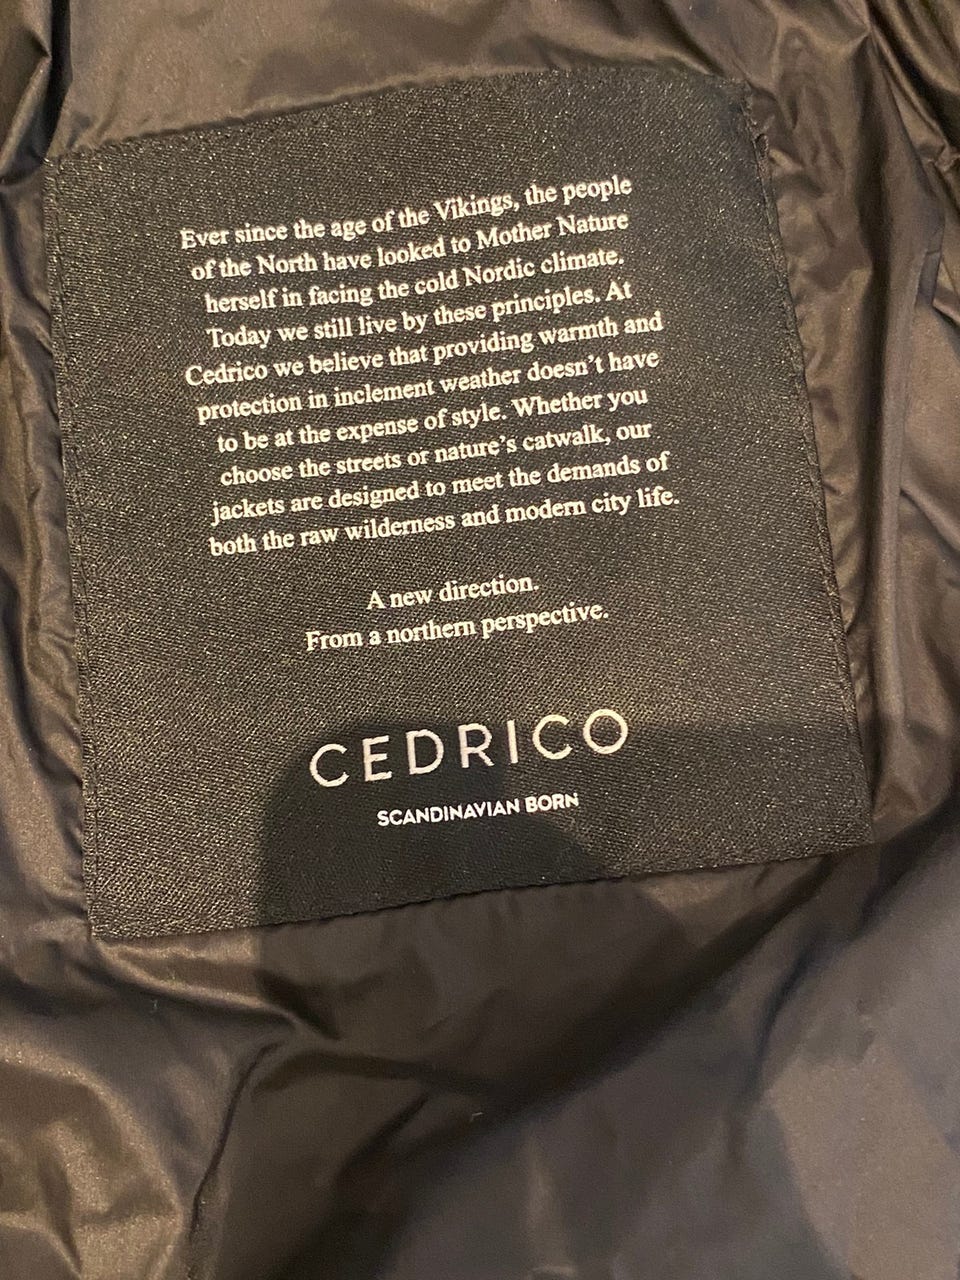 Ever since the age of the Vikings, the people
of the North have looked to Mother Nature
herself in facing the cold Nordic climate.
Today we still live by these principles. At
Cedrico we believe that providing warmth and
protection in inclement weather doesn’t have
to be at the expense of style. Whether you
choose the streets or nature’s catwalk, our
jackets are designed to meet the demands of
both the raw wilderness and modern city life.
A new direction.
From a northern perspective.
CEDRICO
SCANDINAVIAN BORN